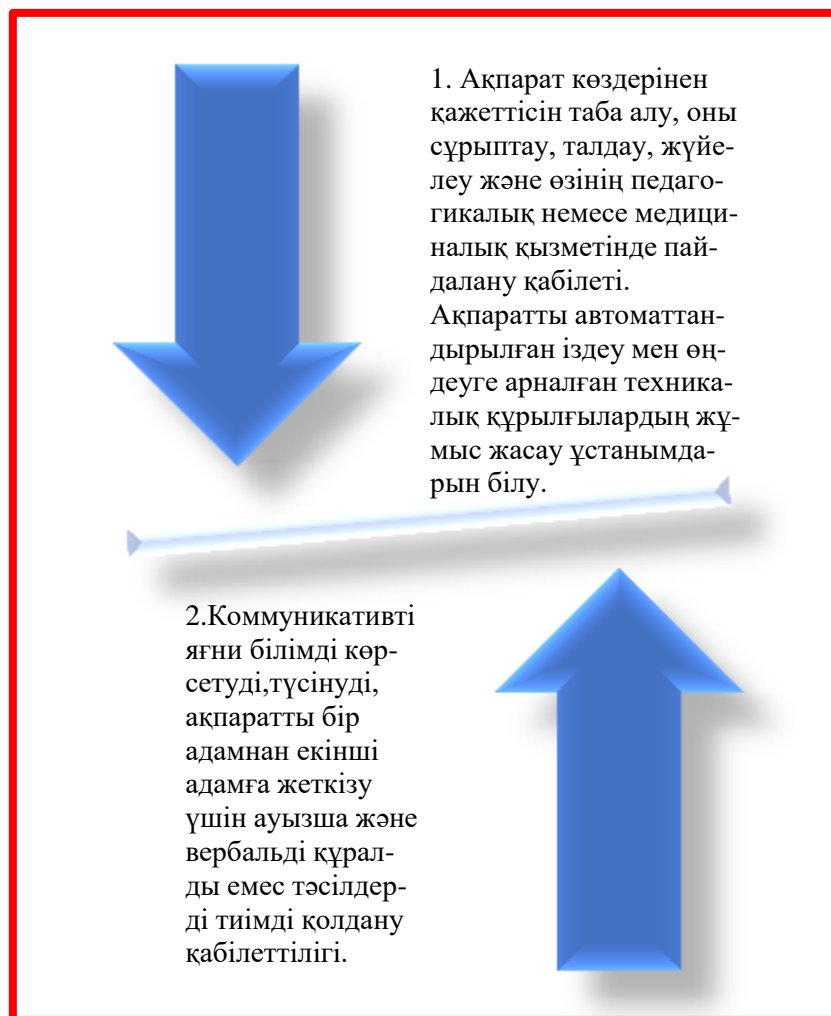 1. Ақпарат көздерінен
қажеттісін таба алу, оны
сұрыптау, талдау, жүйе-
леу және өзінің педаго-
гикалық немесе медици-
налық қызметінде пай-
далану қабілеті.
Ақпаратты автоматтан-
дырылған іздеу мен өң-
деуге арналған техника-
лық құрылғылардың жұ-
мыс жасау ұстанымда-
рын білу.
2.Коммуникативті
яғни білімді көр-
сетуді,түсінуді,
ақпаратты бір
адамнан екінші
адамға жеткізу
үшін ауызша және
вербальді құрал-
ды емес тәсілдер-
ді тиімді қолдану
қабілеттілігі.